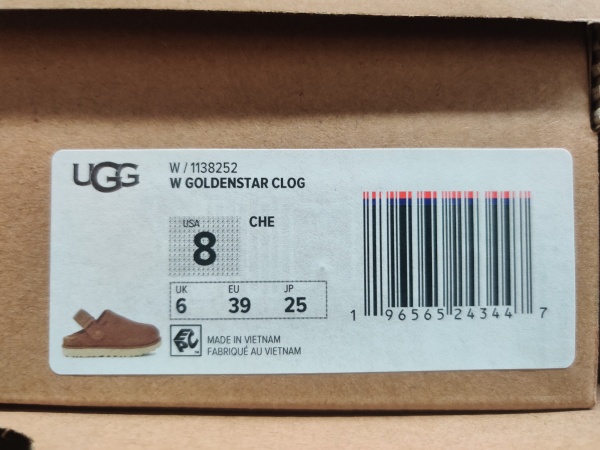 UGG
W / 1138252
W GOLDENSTAR CLOG
USA
8
CHE
UK EU JP
6 39 25
EPC
MADE IN VIETNAM
FABRIQUÉ AU VIETNAM
1 96565 24344 7